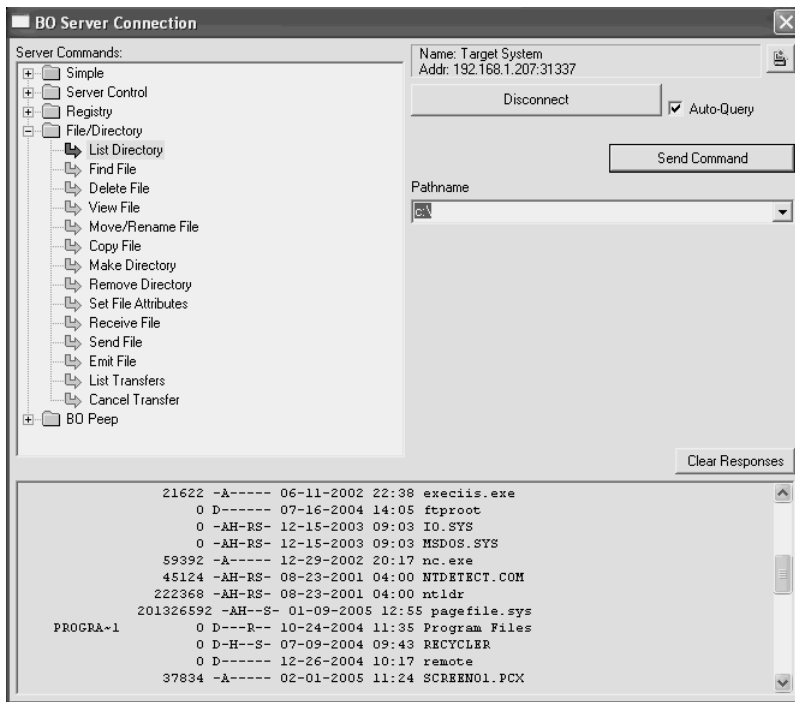 BO Server Connection
Server Commands:
Simple
Server Control
Registry
File/Directory
List Directory
Find File
Delete File
View File
Move/Rename File
Copy File
Make Directory
Remove Directory
Set File Attributes
Receive File
Send File
Emit File
List Transfers
Cancel Transfer
BO Peep
Name: Target System
Addr: 192.168.1.207:31337
Disconnect
Auto-Query
Send Command
Pathname
c:\
Clear Responses
21622 -A----- 06-11-2002 22:38 execiis.exe
0 D------ 07-16-2004 14:05 ftproot
0 -AH-RS- 12-15-2003 09:03 IO.SYS
0 -AH-RS- 12-15-2003 09:03 MSDOS.SYS
59392 -A----- 12-29-2002 20:17 nc.exe
45124 -AH-RS- 08-23-2001 04:00 NTDETECT.COM
222368 -AH-RS- 08-23-2001 04:00 ntldr
201326592 -AH--S- 01-09-2005 12:55 pagefile.sys
PROGRA~1 0 D---R-- 10-24-2004 11:35 Program Files
0 D-H--S- 07-09-2004 09:43 RECYCLER
0 D------ 12-26-2004 10:17 remote
37834 -A----- 02-01-2005 11:24 SCREEN01.PCX